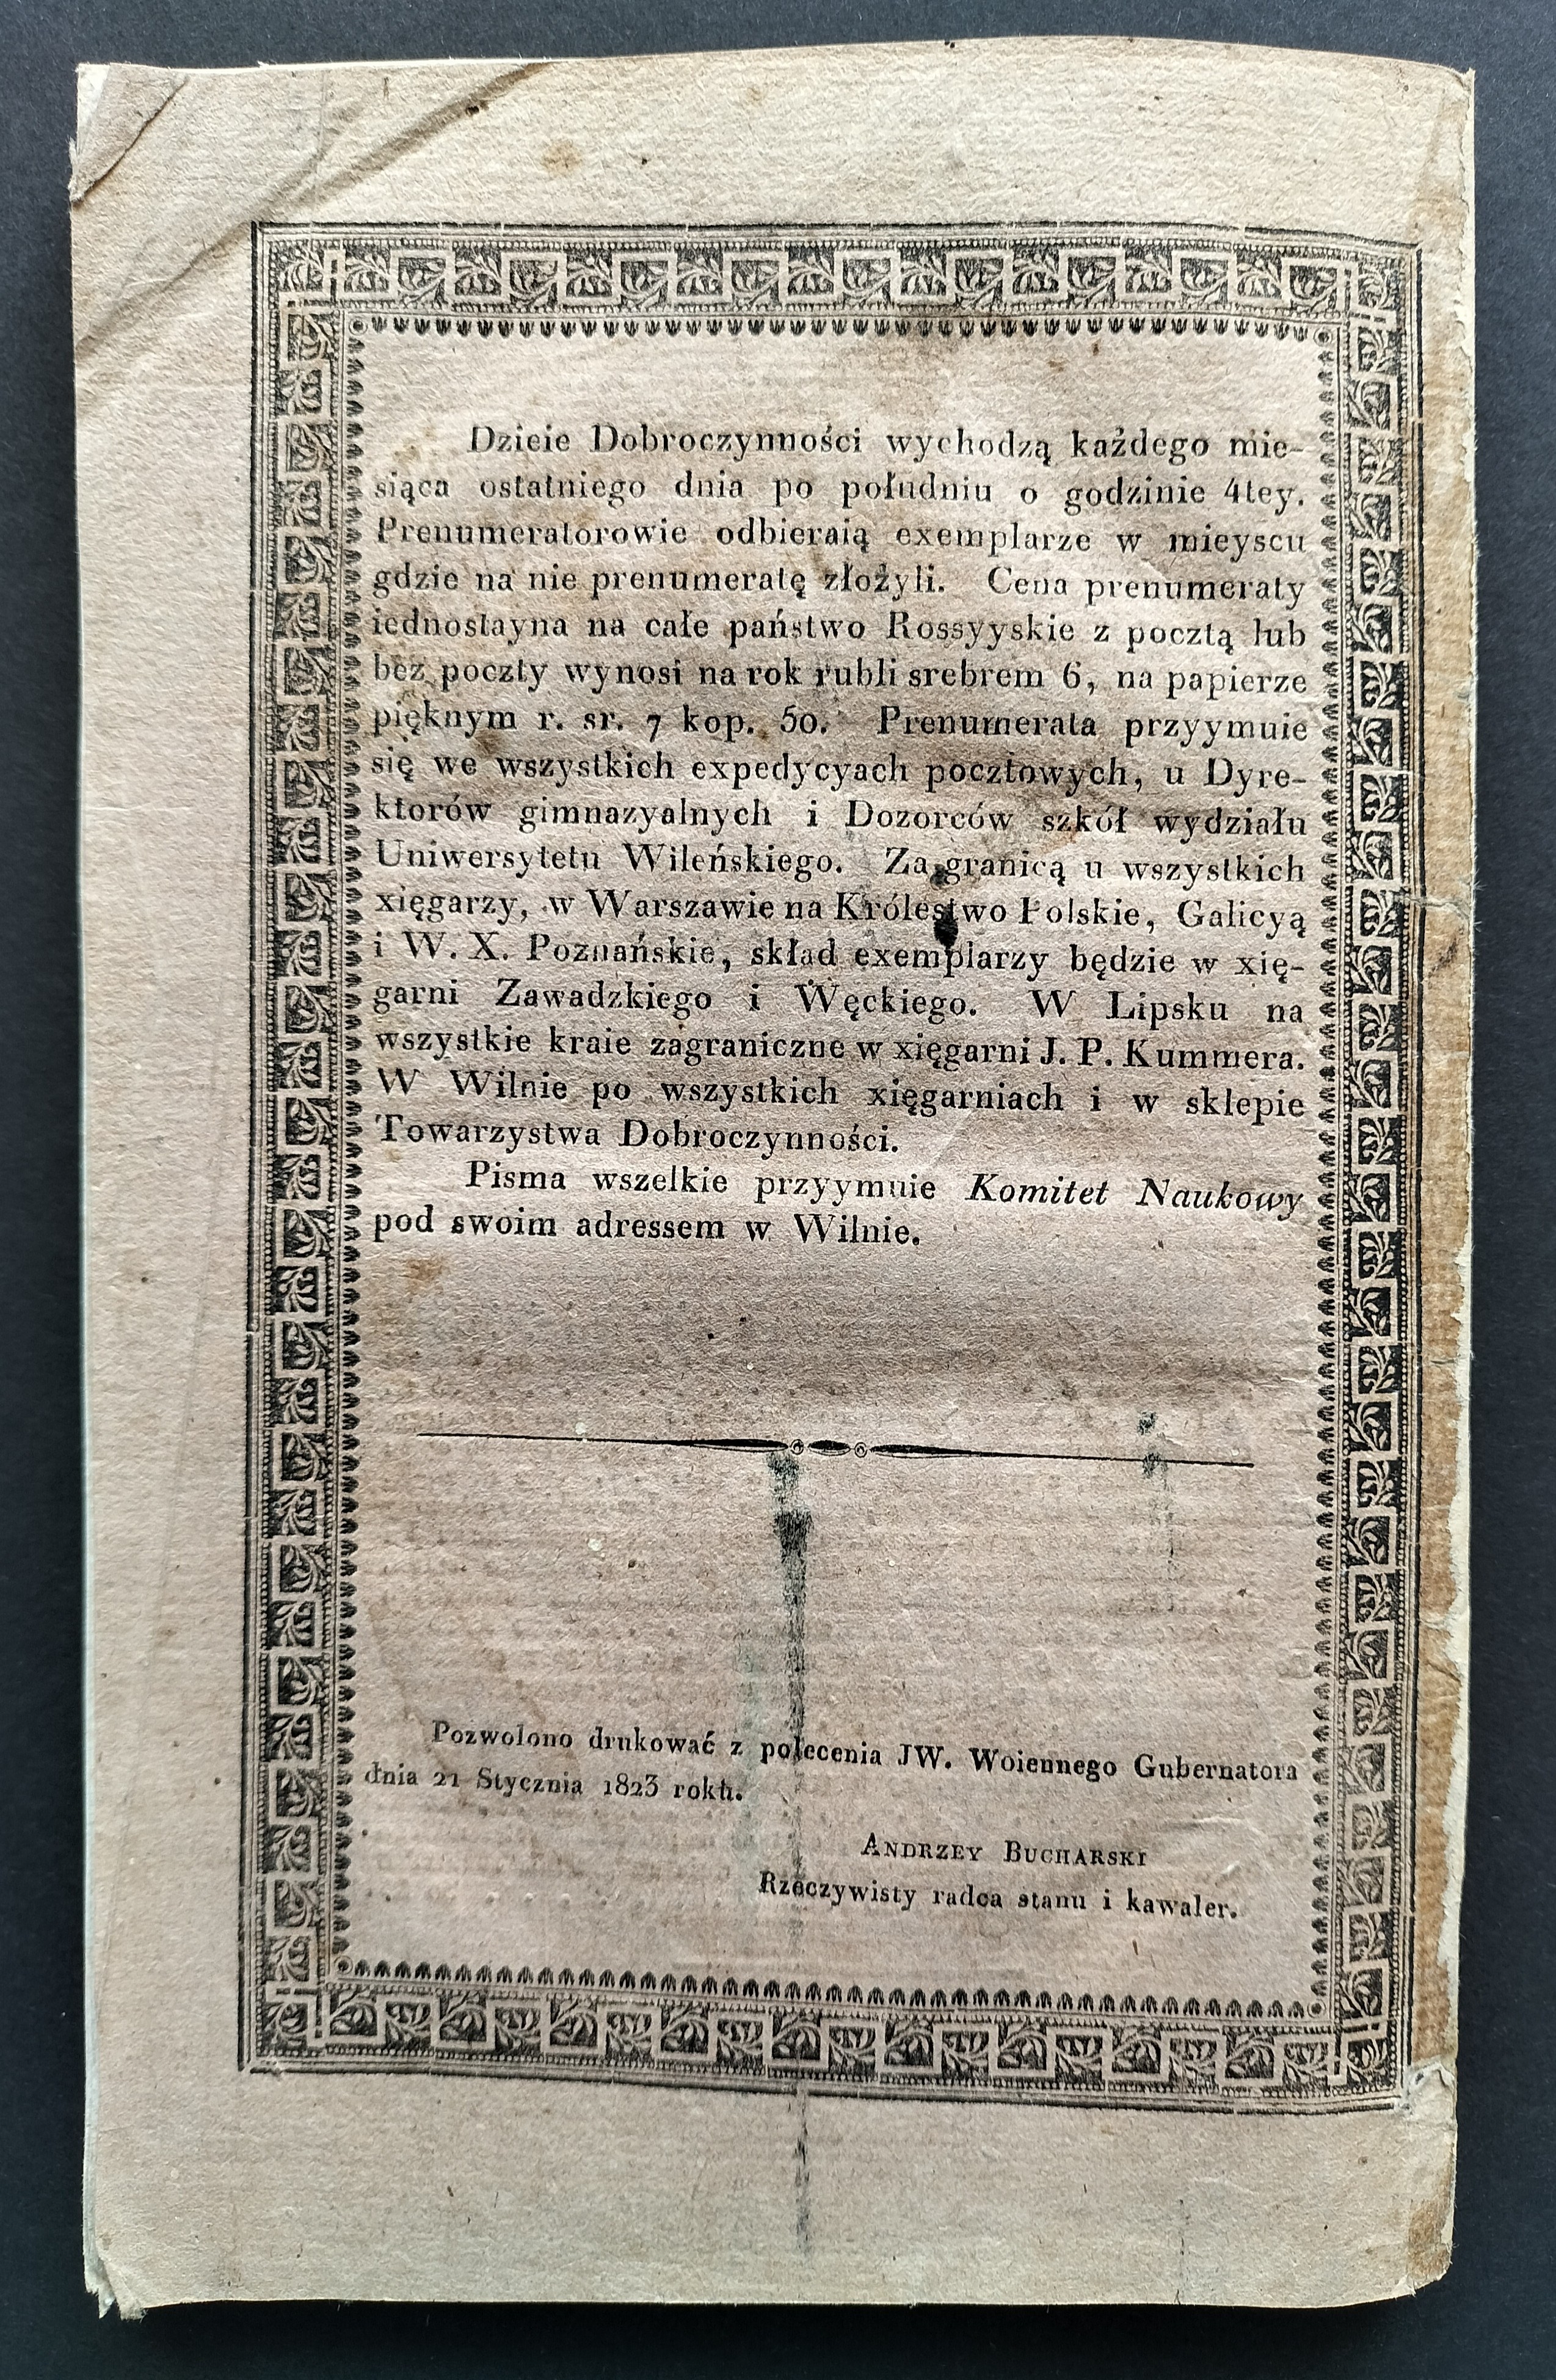 Dzieie Dobroczynności wychodzą każdego mie-
siąca ostatniego dnia po południu o godzinie 4tey.
Prenumeratorowie odbieraią exemplarze w mieyscu
gdzie na nie prenumeratę złożyli. Cena prenumeraty
iednostayna na całe państwo Rossyyskie z pocztą lub
bez poczty wynosi na rok rubli srebrem 6, na papierze
pięknym r. sr. 7 kop. 50. Prenumerata przyymuie
się we wszystkich expedycyach pocztowych, u Dyre-
ktorów gimnazyalnych i Dozorców szkół wydziału
Uniwersytetu Wileńskiego. Za granicą u wszystkich
xięgarzy, w Warszawie na Królestwo Polskie, Galicyą
i W. X. Poznańskie, skład exemplarzy będzie w xię-
garni Zawadzkiego i Węckiego. W Lipsku na
wszystkie kraie zagraniczne w xięgarni J. P. Kummera.
W Wilnie po wszystkich xięgarniach i w sklepie
Towarzystwa Dobroczynności.
Pisma wszelkie przyymuie Komitet Naukowy
pod swoim adressem w Wilnie.
Pozwolono drukować z polecenia JW. Woiennego Gubernatora
dnia 21 Stycznia 1823 roku.
ANDRZEY BUCHARSKI
Rzeczywisty radca stanu i kawaler.